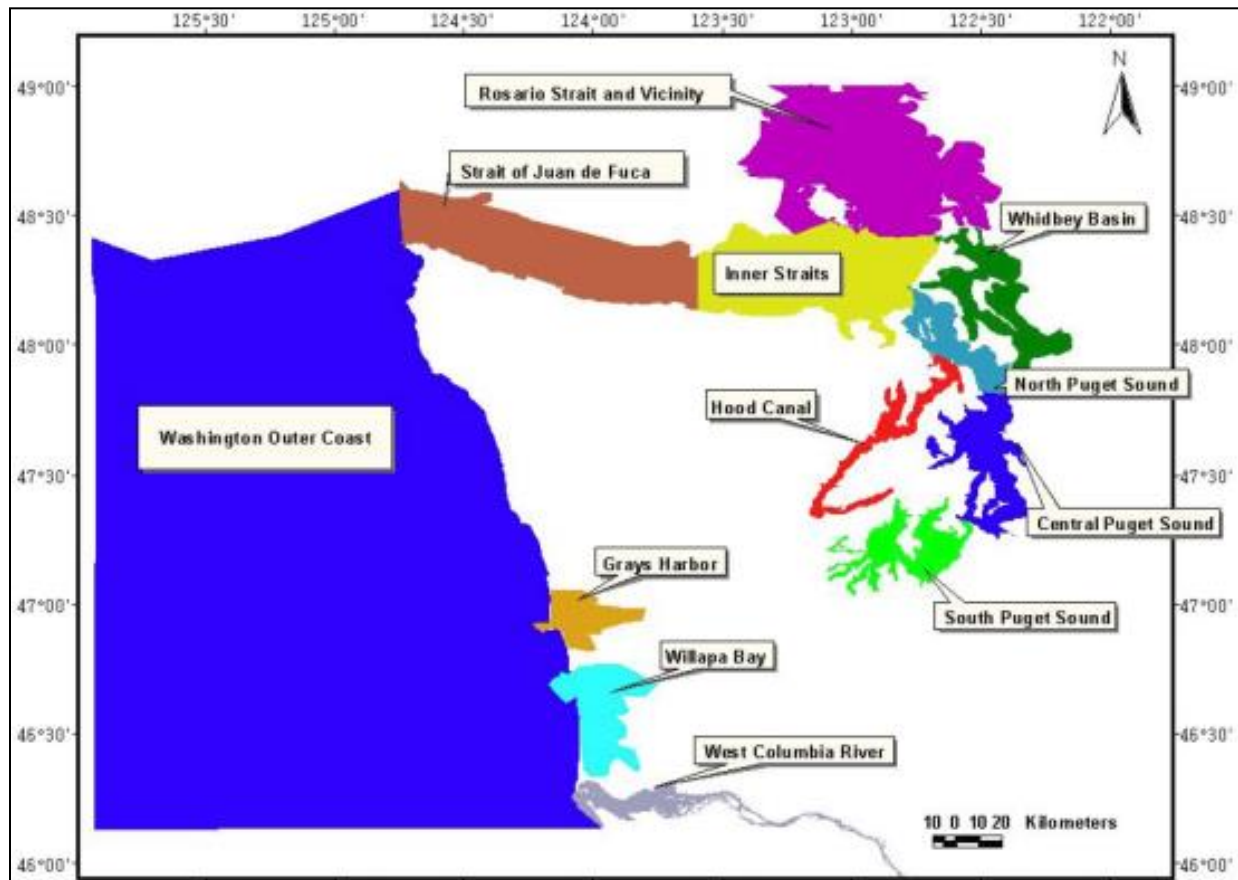 125°30' 125°00' 124°00' 123°30' 123°00' 122°30' 122°00'
N
49°00' 49°00'
Rosario Strait and Vicinity
Strait of Juan de Fuca
48°30' 48°30'
Whidbey Basin
Inner Straits
48°00' 48°00'
North Puget Sound
Hood Canal
Washington Outer Coast
47°30' 47°30'
Central Puget Sound
Grays Harbor
47°00' 47°00'
South Puget Sound
Willapa Bay
46°30' 46°30'
West Columbia River
10 0 10 20 Kilometers
46°00' 46°00'